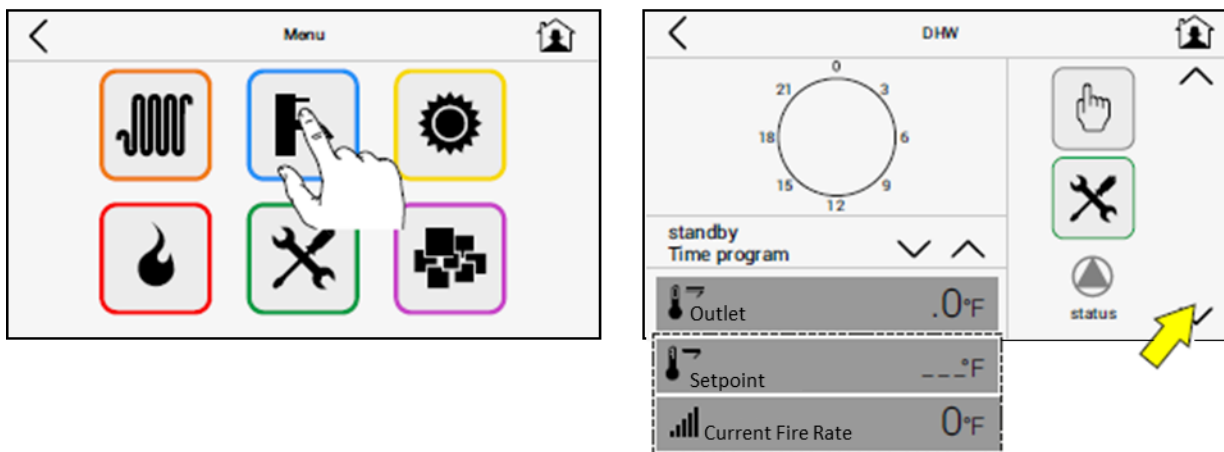 Menu
DHW
0
3
6
9
12
15
18
21
standby
Time program
Outlet .0°F
Setpoint ___°F
Current Fire Rate 0°F
status